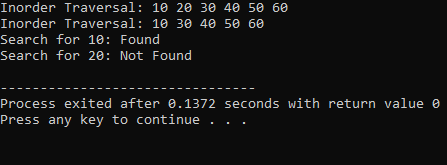 Inorder Traversal: 10 20 30 40 50 60
Inorder Traversal: 10 30 40 50 60
Search for 10: Found
Search for 20: Not Found
--------------------------------
Process exited after 0.1372 seconds with return value 0
Press any key to continue . . .